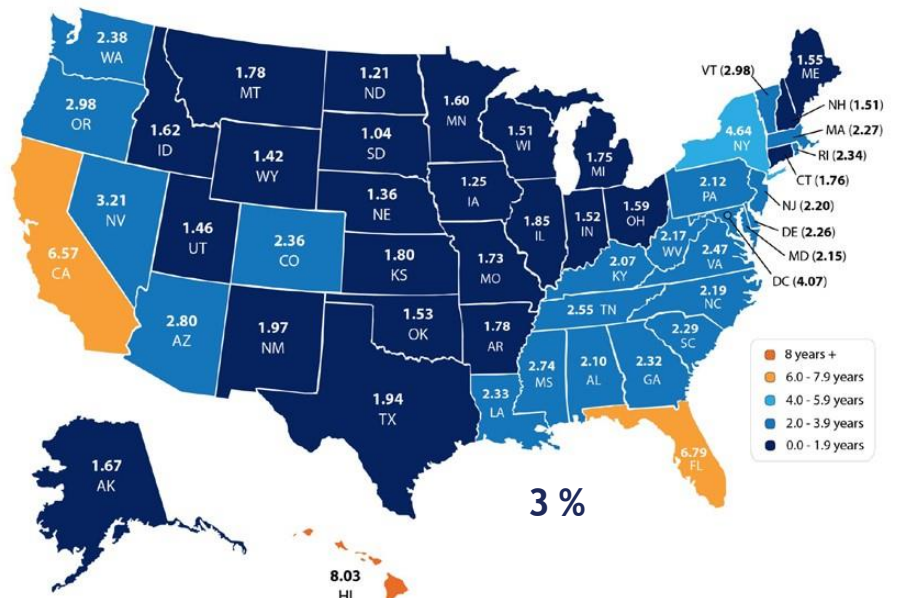 2.38
WA
2.98
OR
1.62
ID
1.78
MT
1.21
ND
1.60
MN
1.51
WI
1.75
MI
4.64
NY
VT (2.98)
1.55
ME
NH (1.51)
MA (2.27)
RI (2.34)
CT (1.76)
NJ (2.20)
DE (2.26)
MD (2.15)
DC (4.07)
1.04
SD
1.42
WY
3.21
NV
6.57
CA
1.46
UT
2.36
CO
1.36
NE
1.25
IA
1.85
IL
1.52
IN
1.59
OH
2.12
PA
2.17
WV
2.47
VA
2.07
KY
1.80
KS
1.73
MO
2.80
AZ
1.97
NM
1.53
OK
1.78
AR
2.55 TN
2.19
NC
2.29
SC
2.74
MS
2.10
AL
2.32
GA
2.33
LA
1.94
TX
6.79
FL
8 years +
6.0 - 7.9 years
4.0 - 5.9 years
2.0 - 3.9 years
0.0 - 1.9 years
1.67
AK
3 %
8.03
HI